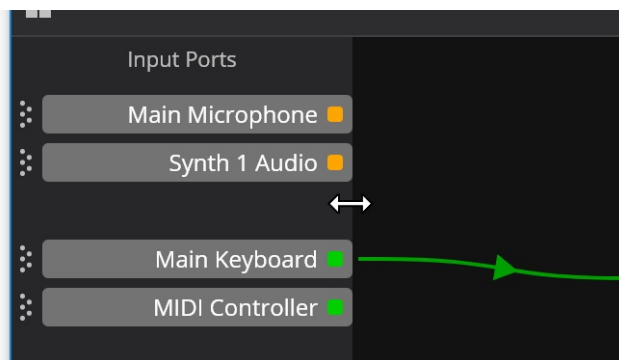 Input Ports
Main Microphone
Synth 1 Audio
Main Keyboard
MIDI Controller